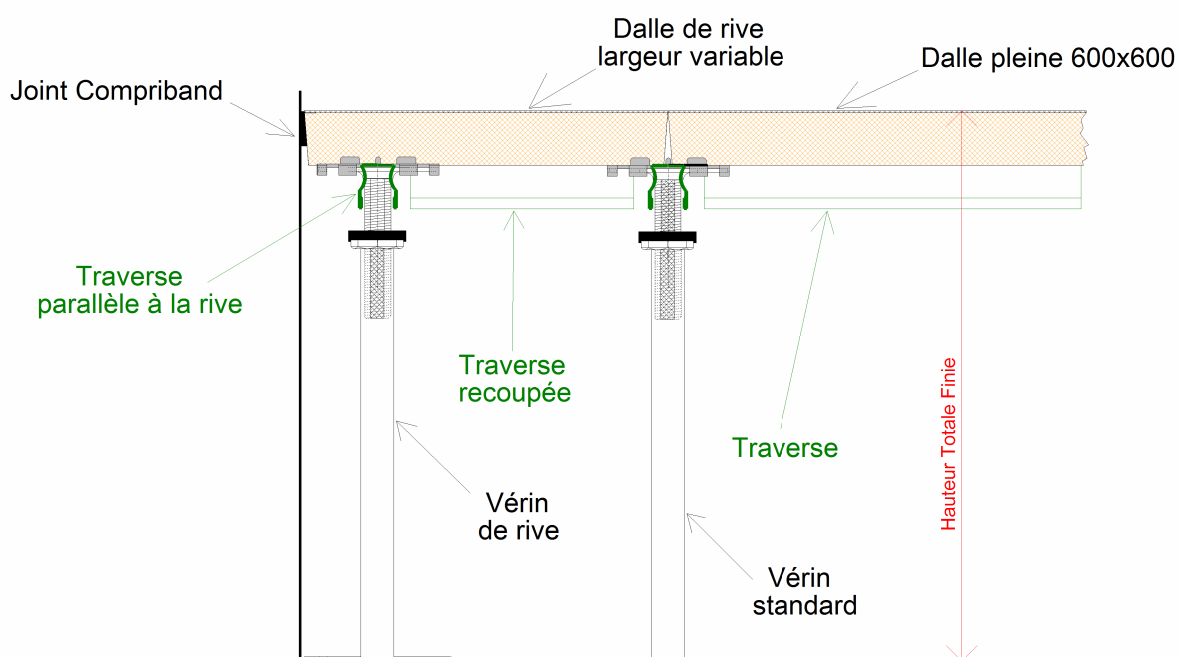 Dalle de rive
largeur variable
Dalle pleine 600x600
Joint Compriband
Traverse
parallèle à la rive
Traverse
recoupée
Traverse
Hauteur Totale Finie
Vérin
de rive
Vérin
standard